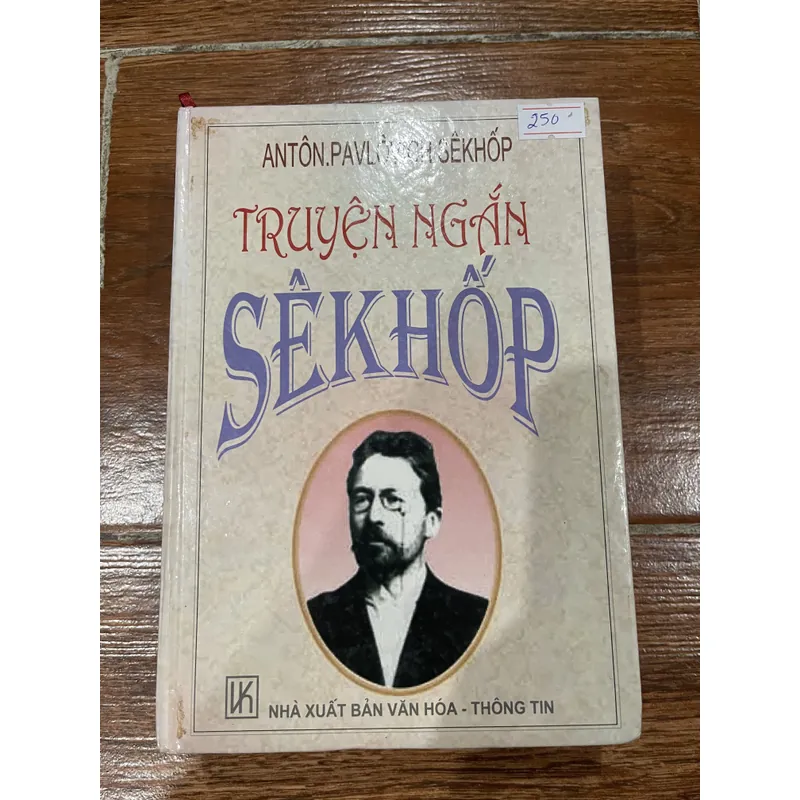 250
ANTÔN. SÊKHỐP
TRUYỆN NGẮN
SÊKHỐP
NHÀ XUẤT BẢN VĂN HÓA - THÔNG TIN